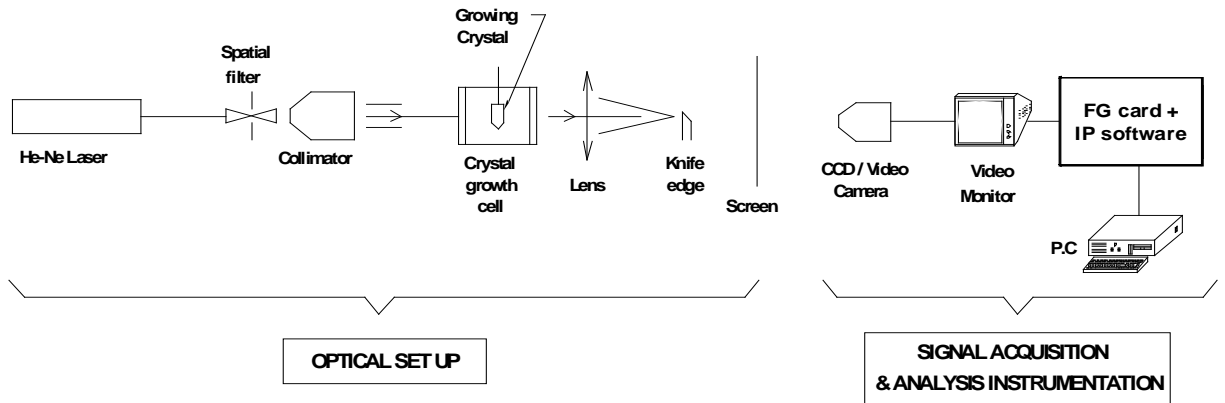 Growing
Crystal
Spatial
filter
He-Ne Laser
Collimator
Crystal
growth
cell
Lens
Knife
edge
Screen
CCD / Video
Camera
Video
Monitor
FG card +
IP software
P.C
OPTICAL SET UP
SIGNAL ACQUISITION
& ANALYSIS INSTRUMENTATION